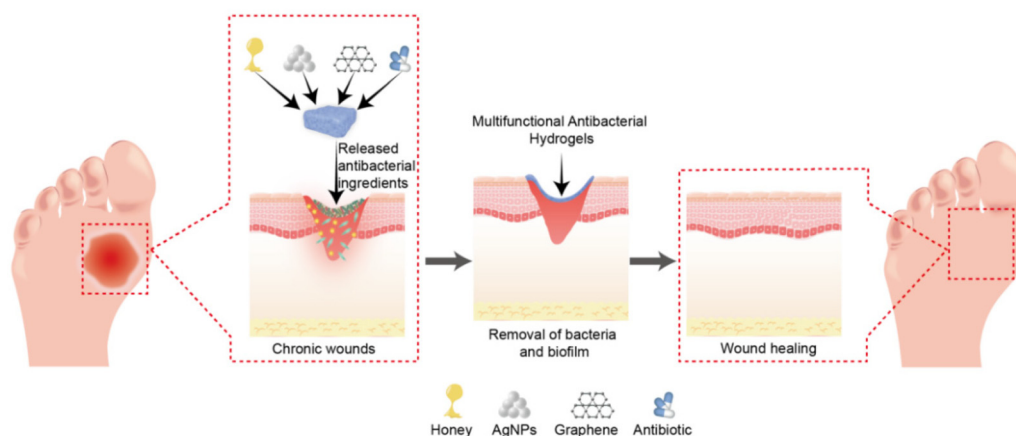 Released
antibacterial
ingredients
Multifunctional Antibacterial
Hydrogels
Chronic wounds
Removal of bacteria
and biofilm
Wound healing
Honey
AgNPs
Graphene
Antibiotic